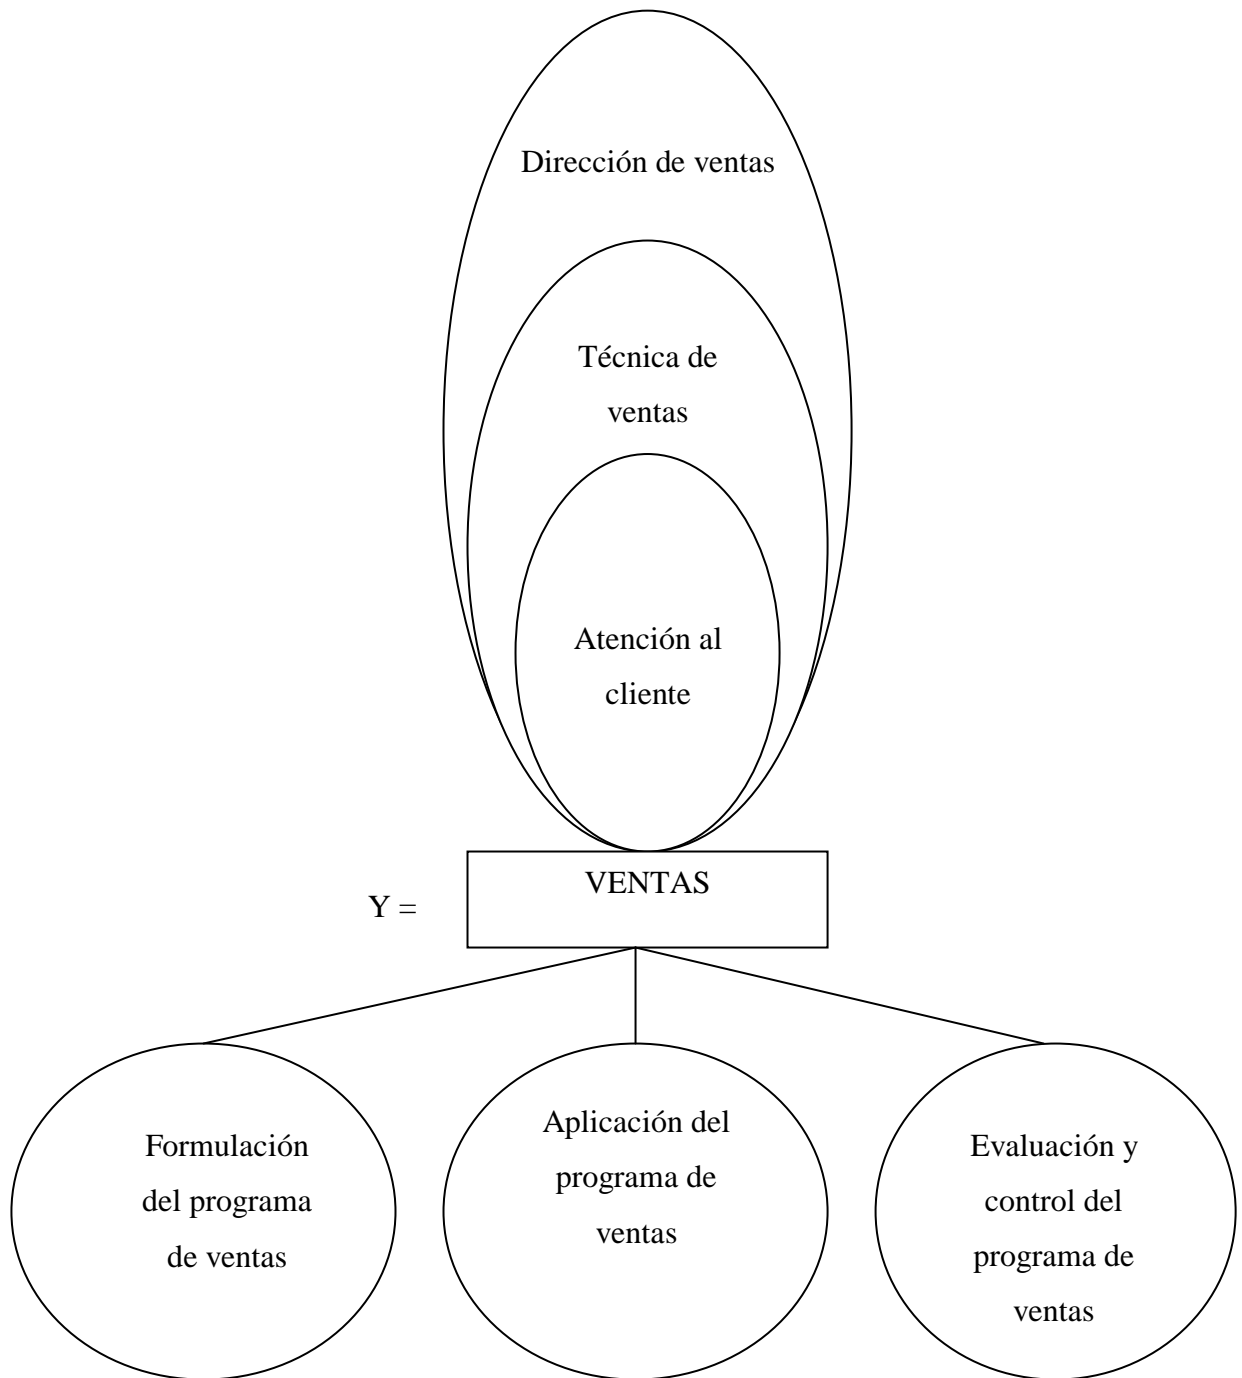 Dirección de ventas
Técnica de
ventas
Atención al
cliente
VENTAS
Y =
Formulación
del programa
de ventas
Aplicación del
programa de
ventas
Evaluación y
control del
programa de
ventas